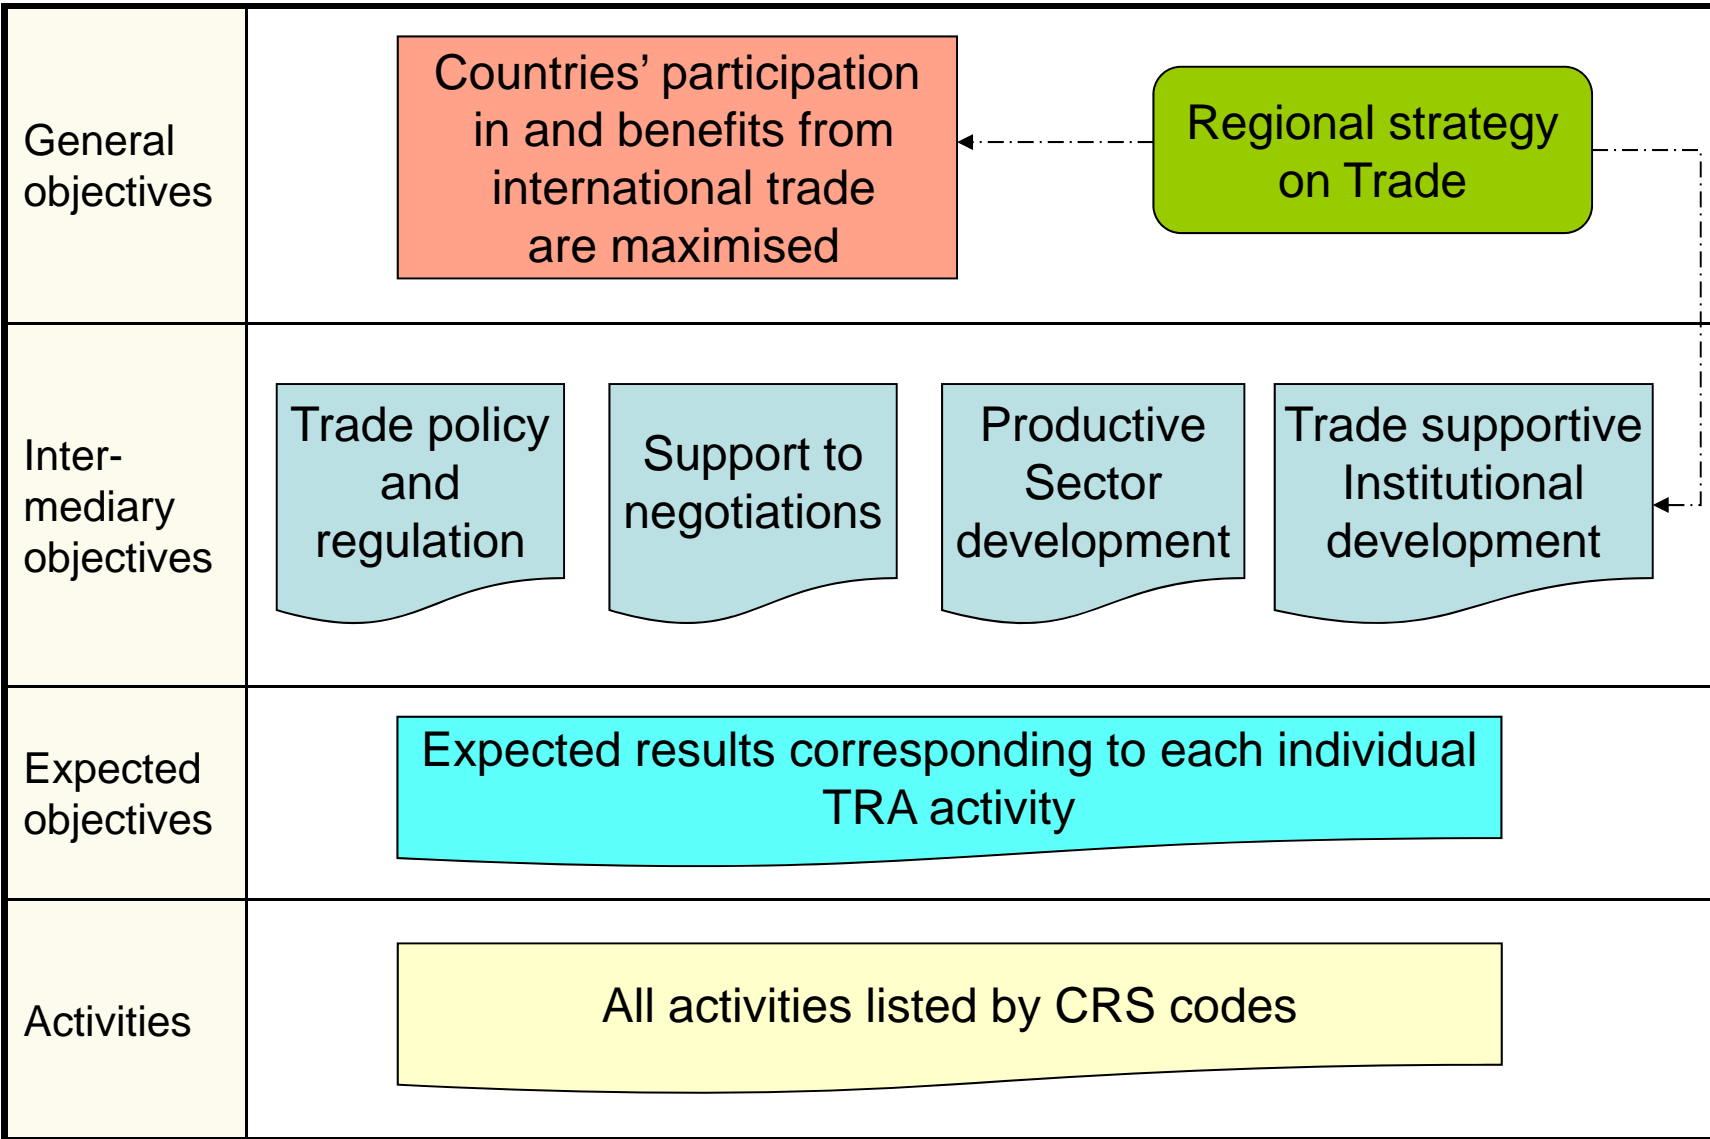 General
objectives
Countries’ participation
in and benefits from
international trade
are maximised
Regional strategy
on Trade
Inter-
mediary
objectives
Trade policy
and
regulation
Support to
negotiations
Productive
Sector
development
Trade supportive
Institutional
development
Expected
objectives
Expected results corresponding to each individual
TRA activity
Activities
All activities listed by CRS codes